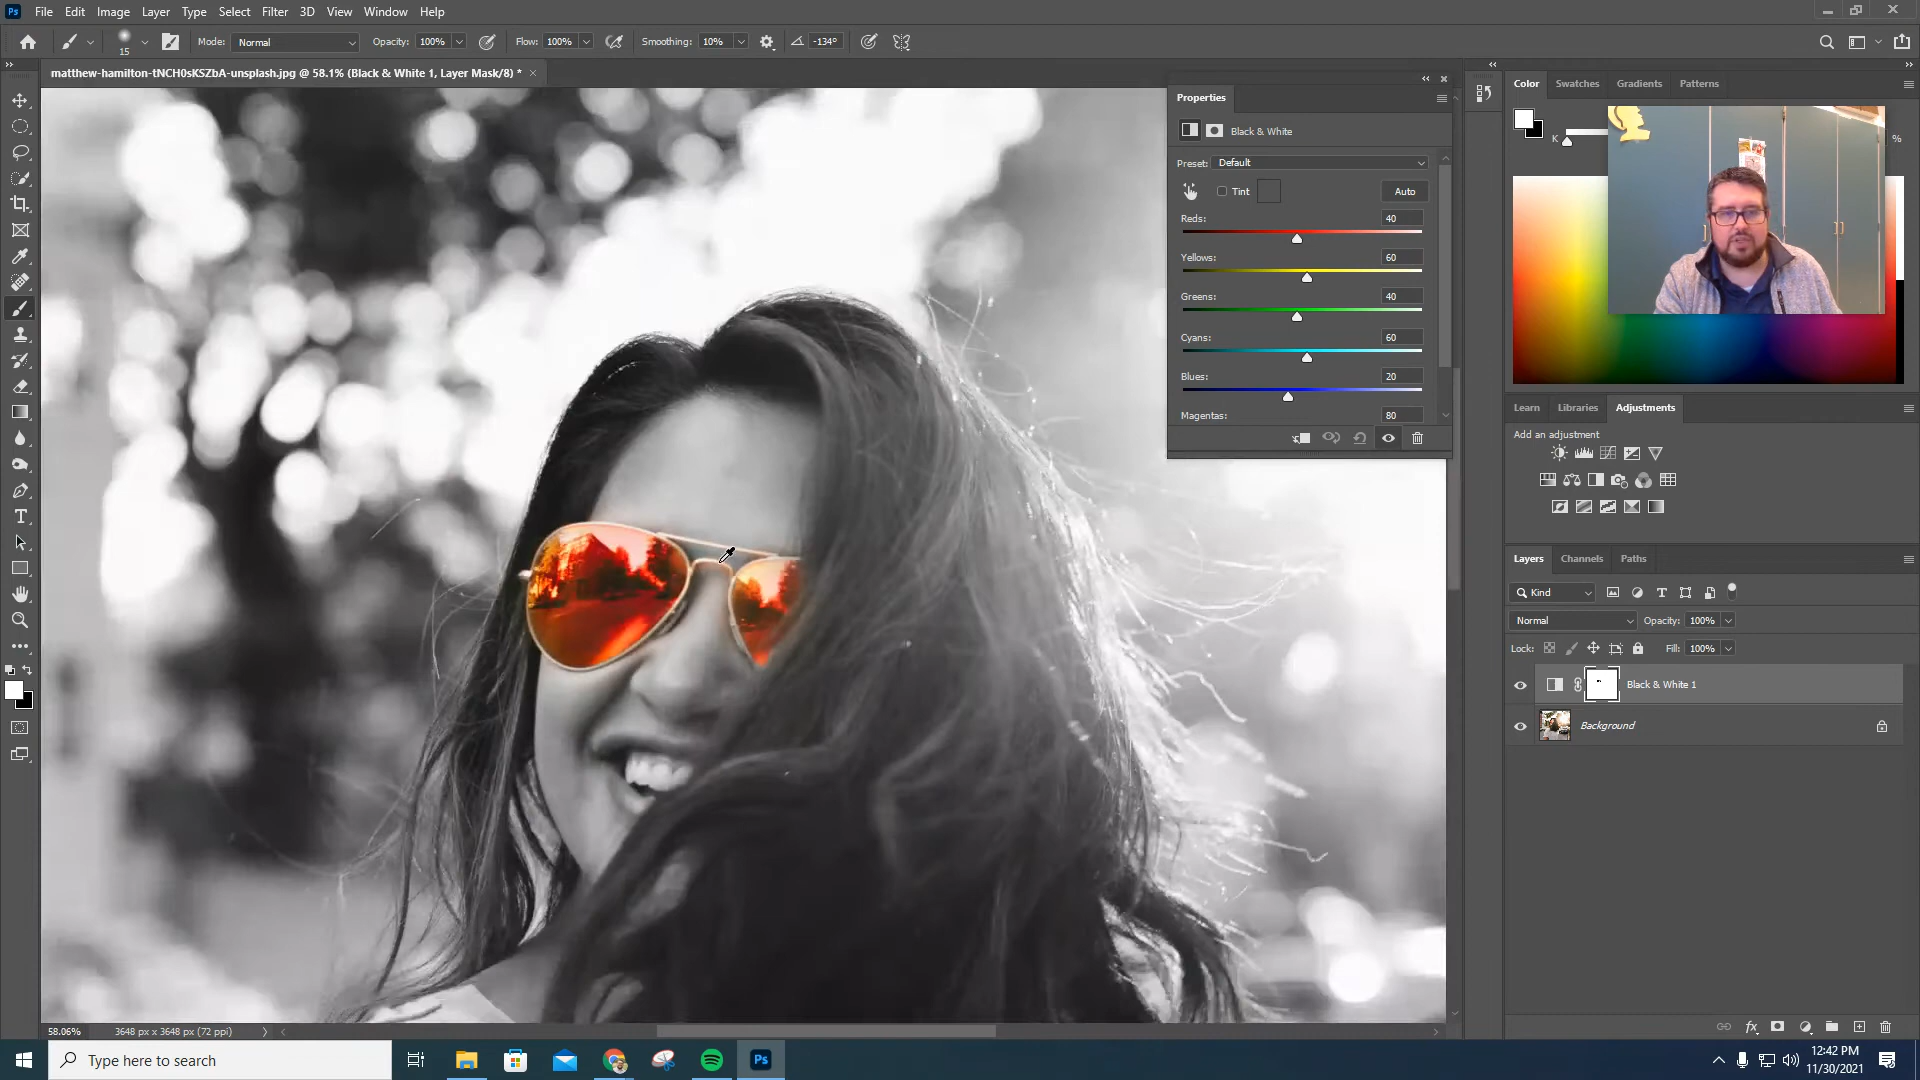 Ps File Edit Image Layer Type Select Filter 3D View Window Help
15 Mode: Normal Opacity: 100% Flow: 100% Smoothing: 10% -134°
matthew-hamilton-tNCH0sKSZbA-unsplash.jpg @ 58.1% (Black & White 1, Layer Mask/8) *
Properties
Black & White
Preset: Default
Tint Auto
Reds: 40
Yellows: 60
Greens: 40
Cyans: 60
Blues: 20
Magentas: 80
Color Swatches Gradients Patterns
K %
Learn Libraries Adjustments
Add an adjustment
Layers Channels Paths
Kind
Normal Opacity: 100%
Lock: Fill: 100%
Black & White 1
Background
58.06% 3648 px x 3648 px (72 ppi)
Type here to search
Ps
12:42 PM
11/30/2021